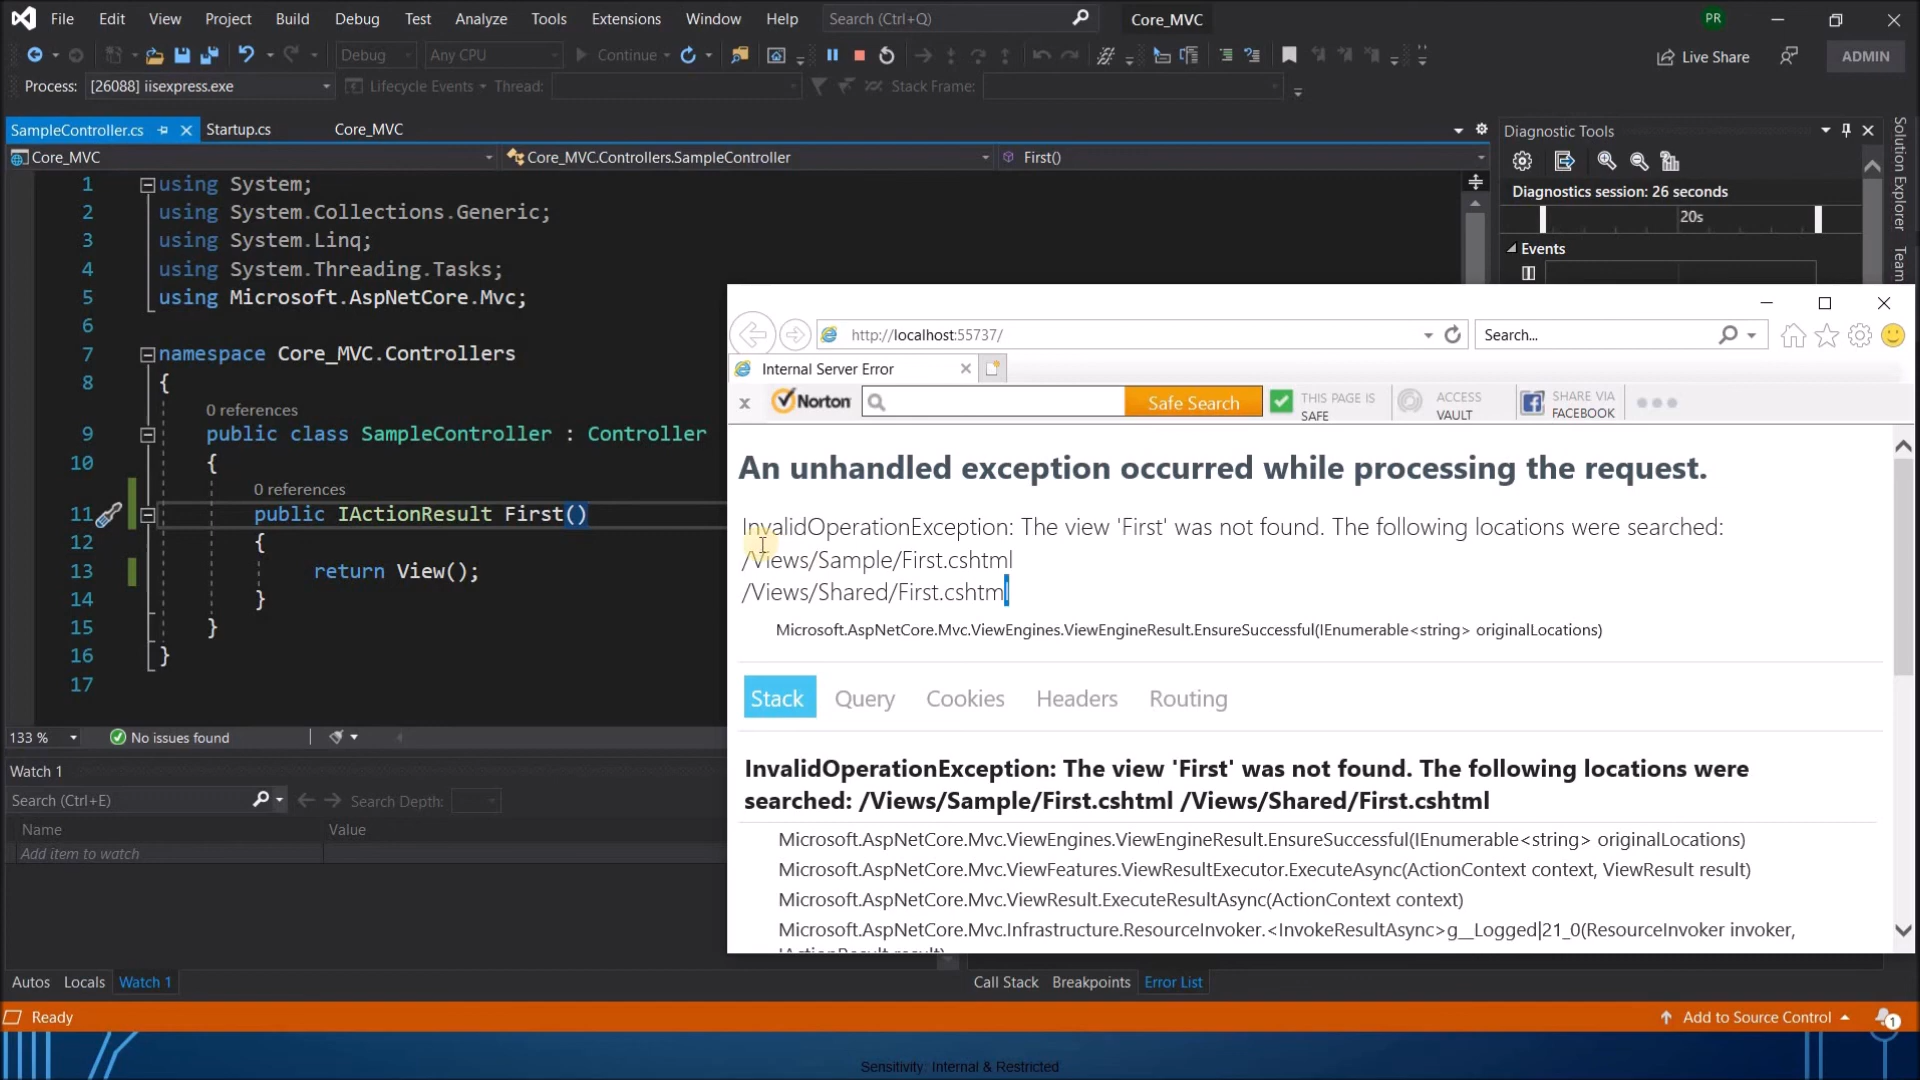 File Edit View Project Build Debug Test Analyze Tools Extensions Window Help Search (Ctrl+Q) Core_MVC PR
Debug Any CPU Continue Live Share ADMIN
Process: [26088] iisexpress.exe Lifecycle Events Thread: Stack Frame:
SampleController.cs Startup.cs Core_MVC
Core_MVC Core_MVC.Controllers.SampleController First()
1 using System;
2 using System.Collections.Generic;
3 using System.Linq;
4 using System.Threading.Tasks;
5 using Microsoft.AspNetCore.Mvc;
6
7 namespace Core_MVC.Controllers
8 {
0 references
9 public class SampleController : Controller
10 {
0 references
11 public IActionResult First()
12 {
13 return View();
14 }
15 }
16 }
17
133 % No issues found
Watch 1
Search (Ctrl+E) Search Depth:
Name Value
Add item to watch
Autos Locals Watch 1
Call Stack Breakpoints Error List
Ready
Add to Source Control 1
Diagnostic Tools
Diagnostics session: 26 seconds
20s
Events
Solution Explorer
Team
http://localhost:55737/ Search...
Internal Server Error
x Norton Safe Search THIS PAGE IS SAFE ACCESS VAULT SHARE VIA FACEBOOK
An unhandled exception occurred while processing the request.
InvalidOperationException: The view 'First' was not found. The following locations were searched:
/Views/Sample/First.cshtml
/Views/Shared/First.cshtml
Microsoft.AspNetCore.Mvc.ViewEngines.ViewEngineResult.EnsureSuccessful(IEnumerable<string> originalLocations)
Stack Query Cookies Headers Routing
InvalidOperationException: The view 'First' was not found. The following locations were
searched: /Views/Sample/First.cshtml /Views/Shared/First.cshtml
Microsoft.AspNetCore.Mvc.ViewEngines.ViewEngineResult.EnsureSuccessful(IEnumerable<string> originalLocations)
Microsoft.AspNetCore.Mvc.ViewFeatures.ViewResultExecutor.ExecuteAsync(ActionContext context, ViewResult result)
Microsoft.AspNetCore.Mvc.ViewResult.ExecuteResultAsync(ActionContext context)
Microsoft.AspNetCore.Mvc.Infrastructure.ResourceInvoker.<InvokeResultAsync>g__Logged|21_0(ResourceInvoker invoker,
IActionResult result)
Sensitivity: Internal & Restricted